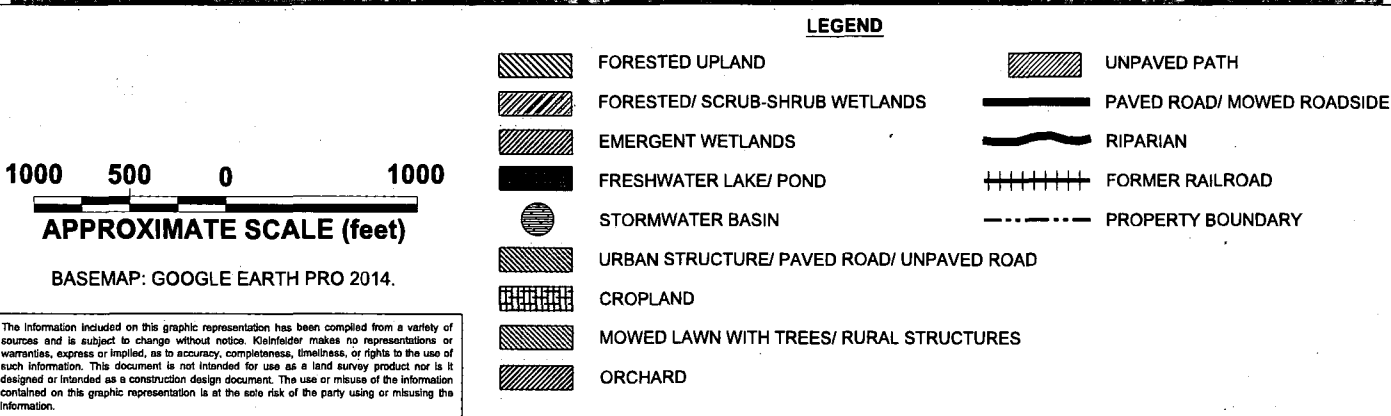 LEGEND
FORESTED UPLAND
FORESTED/ SCRUB-SHRUB WETLANDS
EMERGENT WETLANDS
FRESHWATER LAKE/ POND
STORMWATER BASIN
URBAN STRUCTURE/ PAVED ROAD/ UNPAVED ROAD
CROPLAND
MOWED LAWN WITH TREES/ RURAL STRUCTURES
ORCHARD
UNPAVED PATH
PAVED ROAD/ MOWED ROADSIDE
RIPARIAN
FORMER RAILROAD
PROPERTY BOUNDARY
1000 500 0 1000
APPROXIMATE SCALE (feet)
BASEMAP: GOOGLE EARTH PRO 2014.
The information included on this graphic representation has been compiled from a variety of
sources and is subject to change without notice. Kleinfelder makes no representations or
warranties, express or implied, as to accuracy, completeness, timeliness, or rights to the use of
such information. This document is not intended for use as a land survey product nor is it
designed or intended as a construction design document. The use or misuse of the information
contained on this graphic representation is at the sole risk of the party using or misusing the
information.